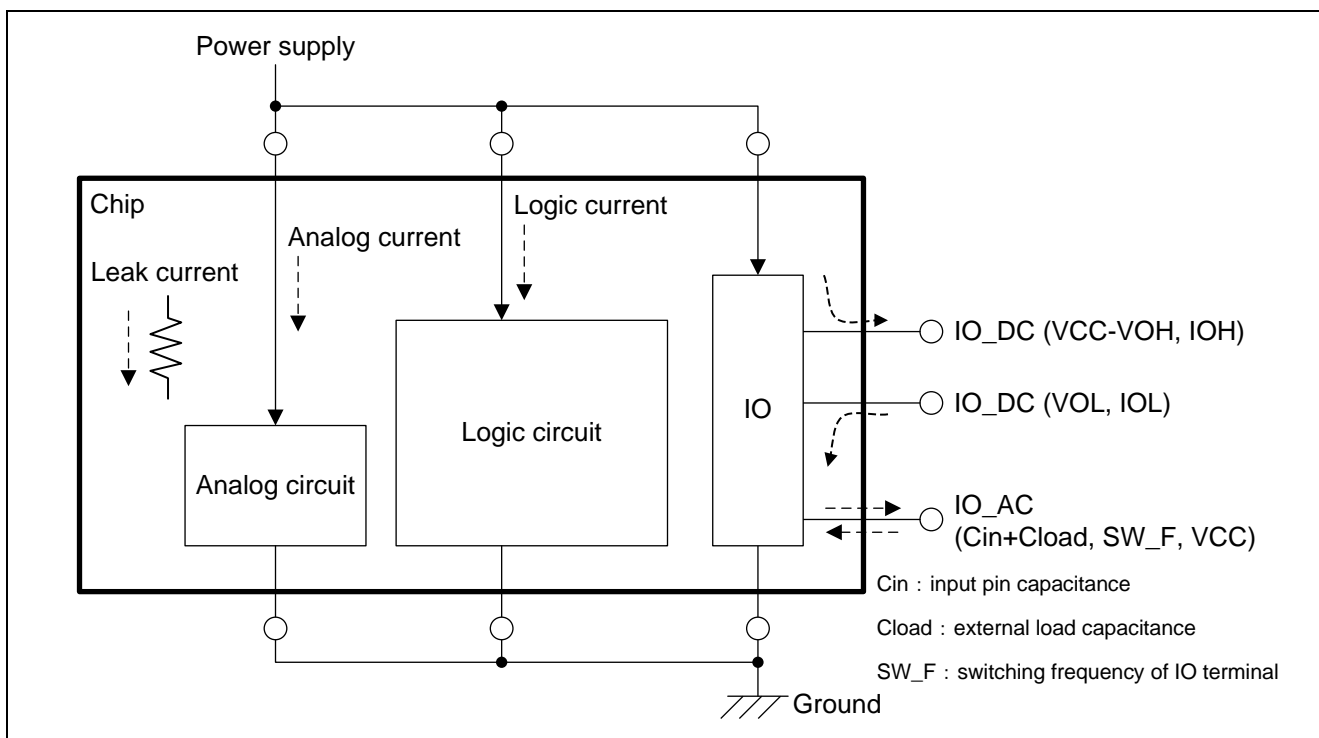 Power supply
Chip
Logic current
Analog current
Leak current
IO_DC (VCC-VOH, IOH)
IO
IO_DC (VOL, IOL)
Logic circuit
Analog circuit
IO_AC
(Cin+Cload, SW_F, VCC)
Cin : input pin capacitance
Cload : external load capacitance
SW_F : switching frequency of IO terminal
Ground